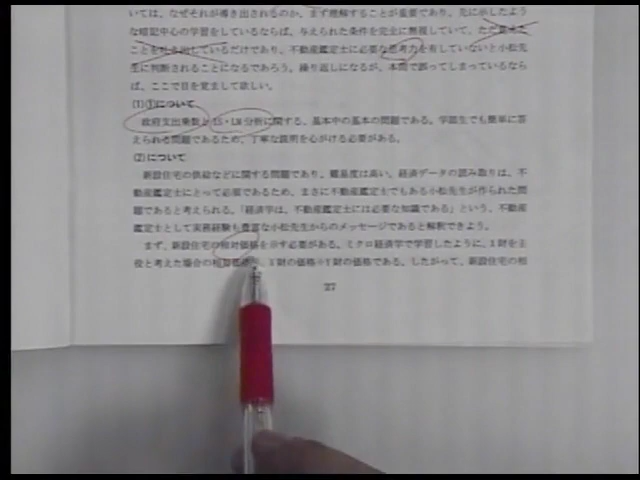 いては、なぜそれが導き出されるのか、まず理解することが重要であり、先に示したよう
な暗記中心の学習をしているならば、与えられた条件を完全に無視していて、ただ
ことを しているだけであり、不動産鑑定士に必要な思考力を有していないと小松先
生に判断されることになるであろう。繰り返しになるが、本問で誤ってしまっているなら
ば、ここで目を覚まして欲しい。
(1)①について
政府支出乗数とIS・LM分析に関する、基本中の基本の問題である。学部生でも簡単に答
えられる問題であるため、丁寧な説明を心がける必要がある。
(2)について
新設住宅の供給などに関する問題であり、難易度は高い。経済データの読み取りは、不
動産鑑定士にとって必須であるため、まさに不動産鑑定士でもある小松先生が作られた問
題であると考えられる。「経済学は、不動産鑑定士には必要な知識である」という、不動産
鑑定士として実務経験も豊富な小松先生からのメッセージであると解釈できよう。
まず、新設住宅の相対価格を示す必要がある。ミクロ経済学で学習したように、X財を主
役と考えた場合の相対価格は、X財の価格÷Y財の価格である。したがって、新設住宅の相
27